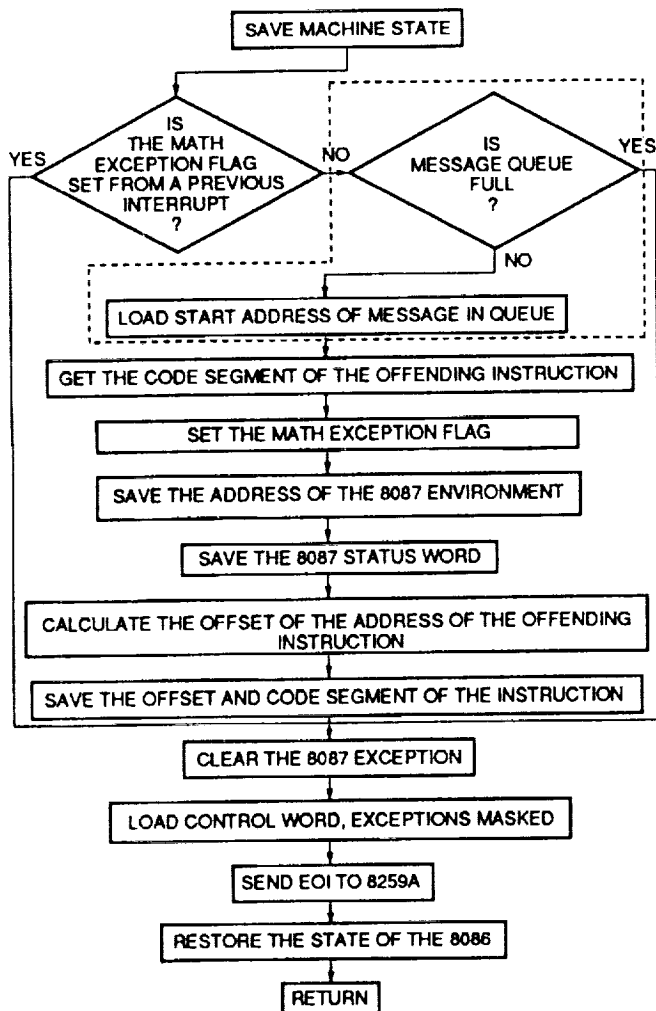 SAVE MACHINE STATE
IS
THE MATH
EXCEPTION FLAG
SET FROM A PREVIOUS
INTERRUPT
?
YES
NO
IS
MESSAGE QUEUE
FULL
?
YES
NO
LOAD START ADDRESS OF MESSAGE IN QUEUE
GET THE CODE SEGMENT OF THE OFFENDING INSTRUCTION
SET THE MATH EXCEPTION FLAG
SAVE THE ADDRESS OF THE 8087 ENVIRONMENT
SAVE THE 8087 STATUS WORD
CALCULATE THE OFFSET OF THE ADDRESS OF THE OFFENDING
INSTRUCTION
SAVE THE OFFSET AND CODE SEGMENT OF THE INSTRUCTION
CLEAR THE 8087 EXCEPTION
LOAD CONTROL WORD, EXCEPTIONS MASKED
SEND EOI TO 8259A
RESTORE THE STATE OF THE 8086
RETURN